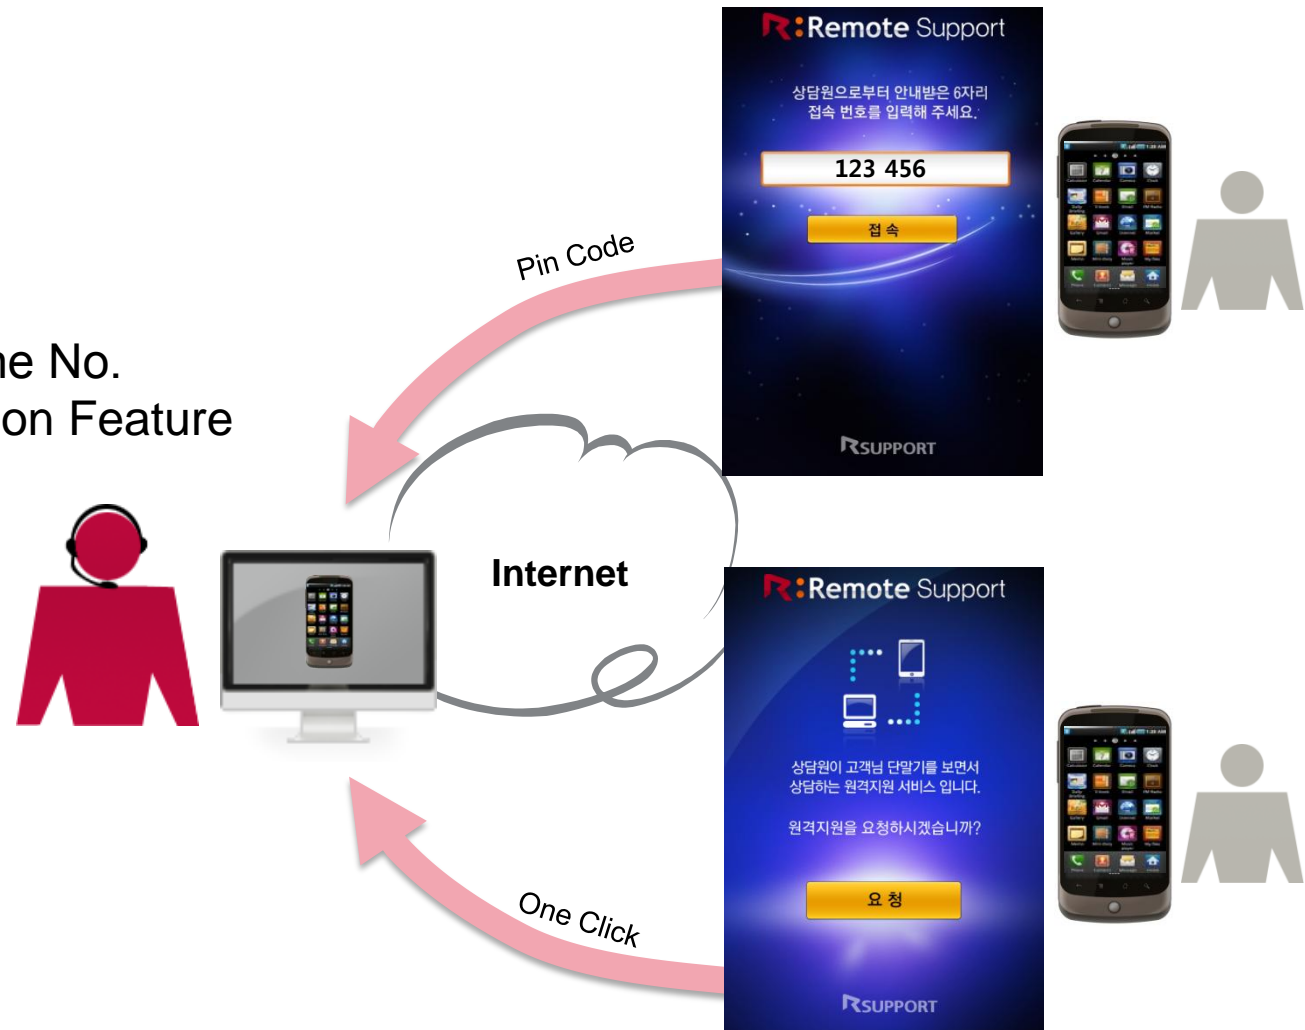 Remote Support
상담원으로부터 안내받은 6자리
접속 번호를 입력해 주세요.
123 456
접 속
RSUPPORT
Pin Code
ne No.
on Feature
Internet
Remote Support
상담원이 고객님 단말기를 보면서
상담하는 원격지원 서비스 입니다.
원격지원을 요청하시겠습니까?
요 청
RSUPPORT
One Click